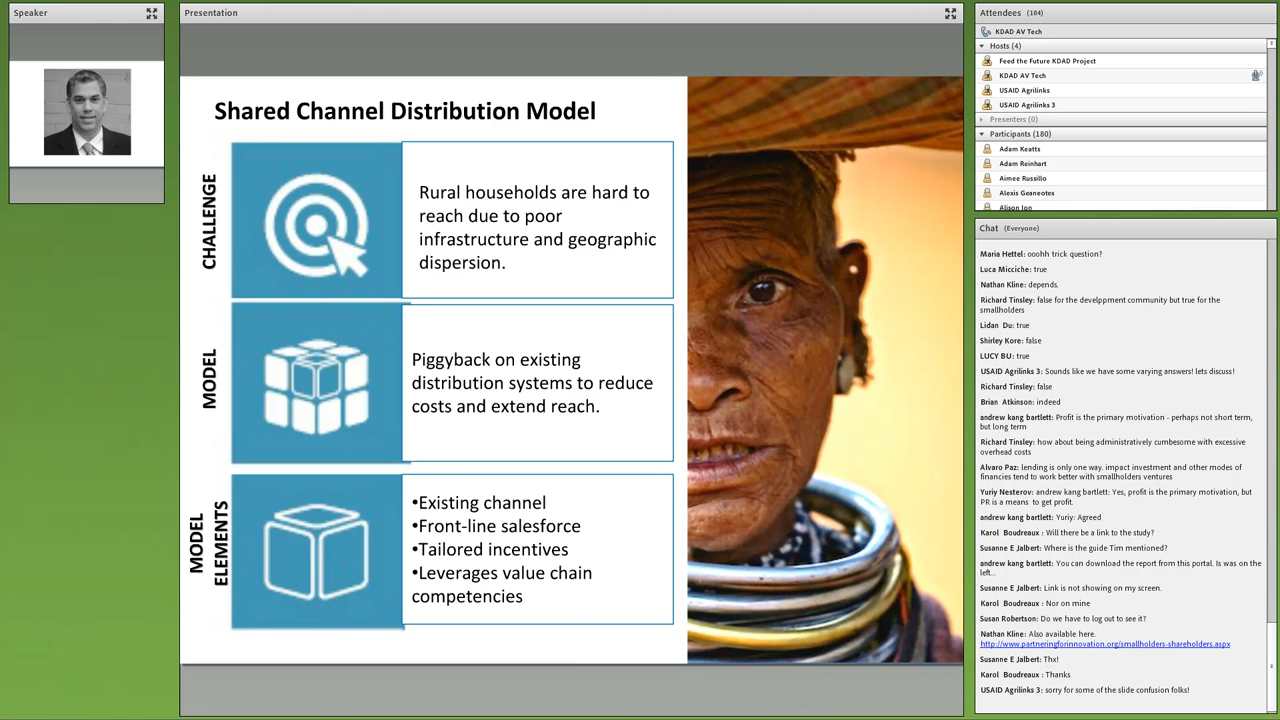 Speaker
Presentation
Shared Channel Distribution Model
CHALLENGE
Rural households are hard to
reach due to poor
infrastructure and geographic
dispersion.
MODEL
Piggyback on existing
distribution systems to reduce
costs and extend reach.
MODEL
ELEMENTS
•Existing channel
•Front-line salesforce
•Tailored incentives
•Leverages value chain
competencies
Attendees (184)
KDAD AV Tech
Hosts (4)
Feed the Future KDAD Project
KDAD AV Tech
USAID Agrilinks
USAID Agrilinks 3
Presenters (0)
Participants (180)
Adam Keatts
Adam Reinhart
Aimee Russillo
Alexis Geaneotes
Alison Ion
Chat (Everyone)
Maria Hettel: ooohh trick question?
Luca Micciche: true
Nathan Kline: depends.
Richard Tinsley: false for the develppment community but true for the
smallholders
Lidan Du: true
Shirley Kore: false
LUCY BU: true
USAID Agrilinks 3: Sounds like we have some varying answers! lets discuss!
Richard Tinsley: false
Brian Atkinson: indeed
andrew kang bartlett: Profit is the primary motivation - perhaps not short term,
but long term
Richard Tinsley: how about being administratively cumbesome with excessive
overhead costs
Alvaro Paz: lending is only one way. impact investment and other modes of
financies tend to work better with smallholders ventures
Yuriy Nesterov: andrew kang bartlett: Yes, profit is the primary motivation, but
PR is a means to get profit.
andrew kang bartlett: Yuriy: Agreed
Karol Boudreaux : Will there be a link to the study?
Susanne E Jalbert: Where is the guide Tim mentioned?
andrew kang bartlett: You can download the report from this portal. Is was on the
left...
Susanne E Jalbert: Link is not showing on my screen.
Karol Boudreaux : Nor on mine
Susan Robertson: Do we have to log out to see it?
Nathan Kline: Also available here.
http://www.partneringforinnovation.org/smallholders-shareholders.aspx
Susanne E Jalbert: Thx!
Karol Boudreaux : Thanks
USAID Agrilinks 3: sorry for some of the slide confusion folks!